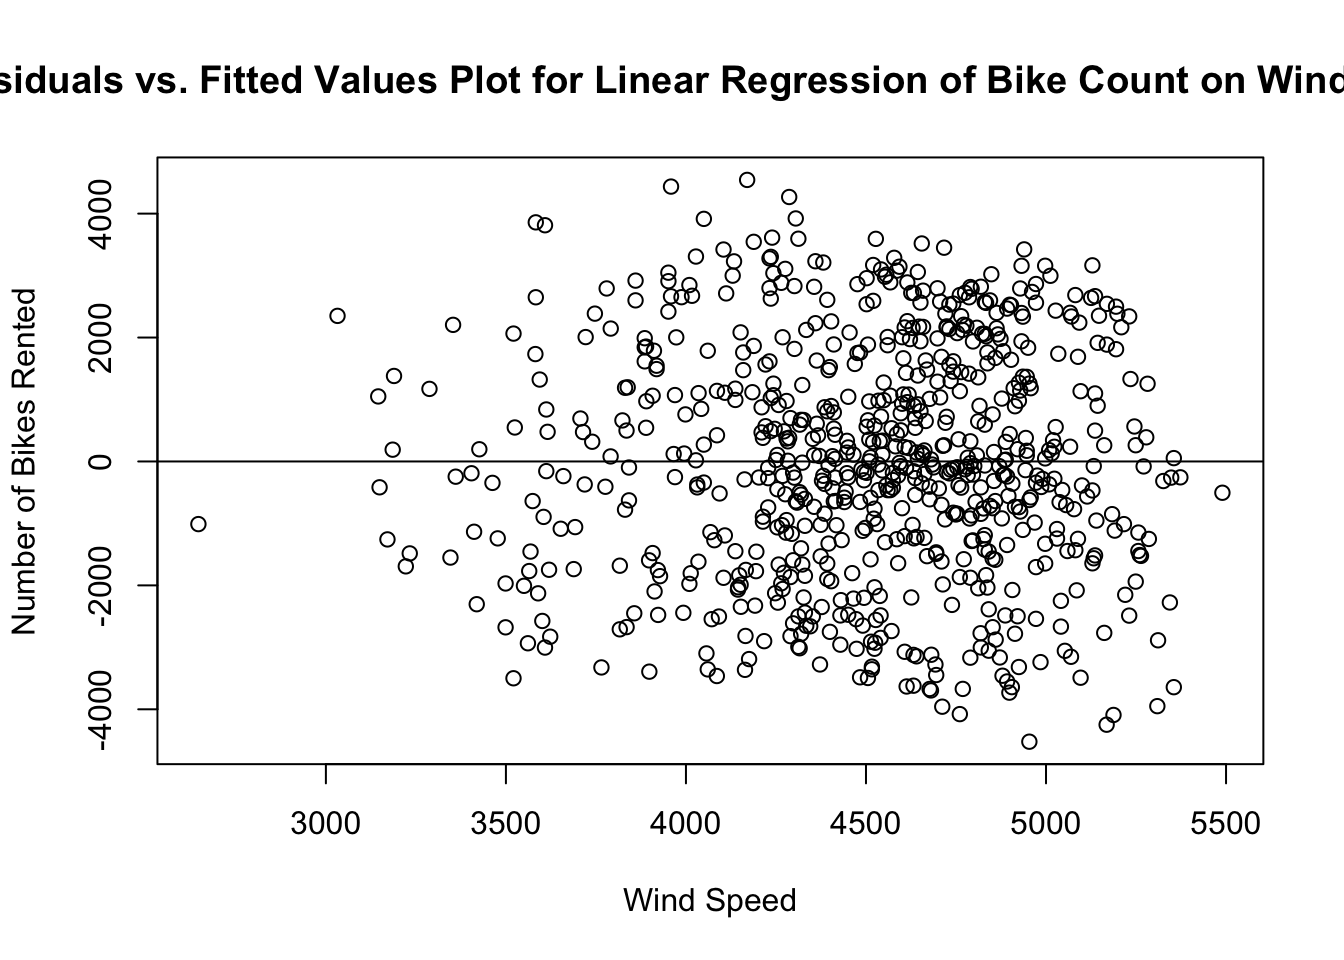 siduals vs. Fitted Values Plot for Linear Regression of Bike Count on Wind
Number of Bikes Rented
4000
2000
0
-2000
-4000
3000 3500 4000 4500 5000 5500
Wind Speed